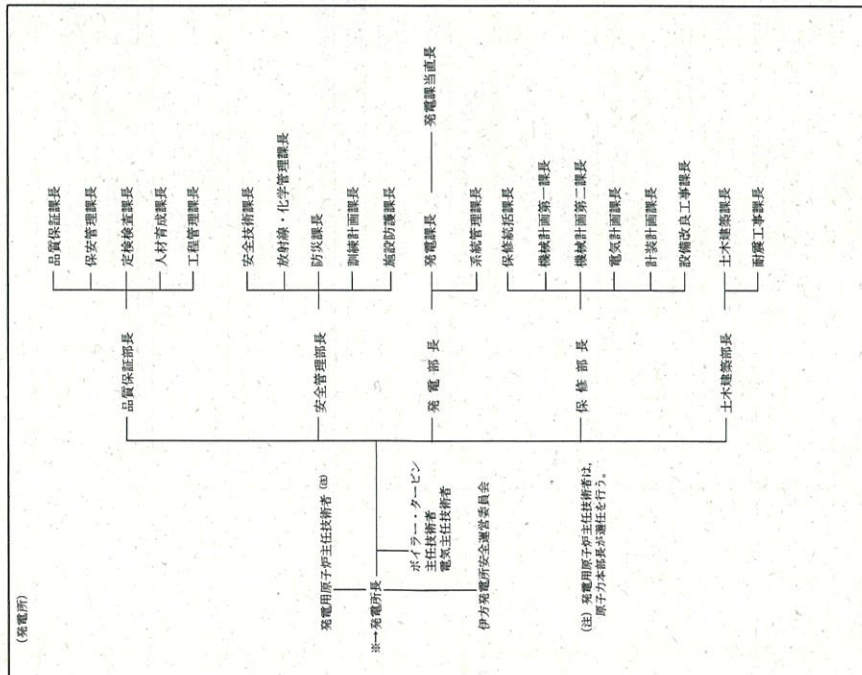 (発電所)
発電用原子炉主任技術者 (注)
※→発電所長
ボイラー・タービン
主任技術者
電気主任技術者
伊方発電所安全運営委員会
(注) 発電用原子炉主任技術者は,
原子力本部長が選任を行う。
品質保証部長
品質保証課長
保安管理課長
定検検査課長
人材育成課長
工程管理課長
安全管理部長
安全技術課長
放射線・化学管理課長
防災課長
訓練計画課長
施設防護課長
発電部長
発電課長
発電課当直長
系統管理課長
保修部長
保修統括課長
機械計画第一課長
機械計画第二課長
電気計画課長
計装計画課長
設備改良工事課長
土木建築部長
土木建築課長
耐震工事課長